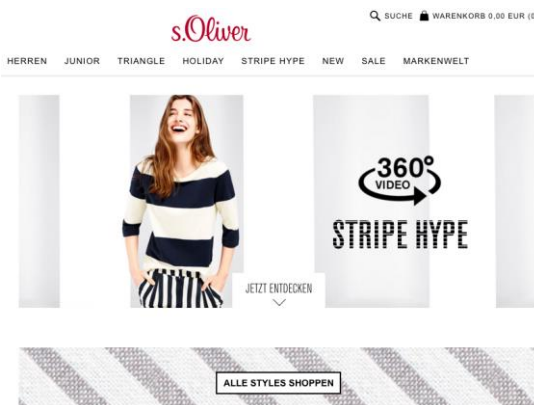 SUCHE WARENKORB 0,00 EUR (0
s.Oliver
HERREN JUNIOR TRIANGLE HOLIDAY STRIPE HYPE NEW SALE MARKENWELT
360°
VIDEO
STRIPE HYPE
JETZT ENTDECKEN
ALLE STYLES SHOPPEN